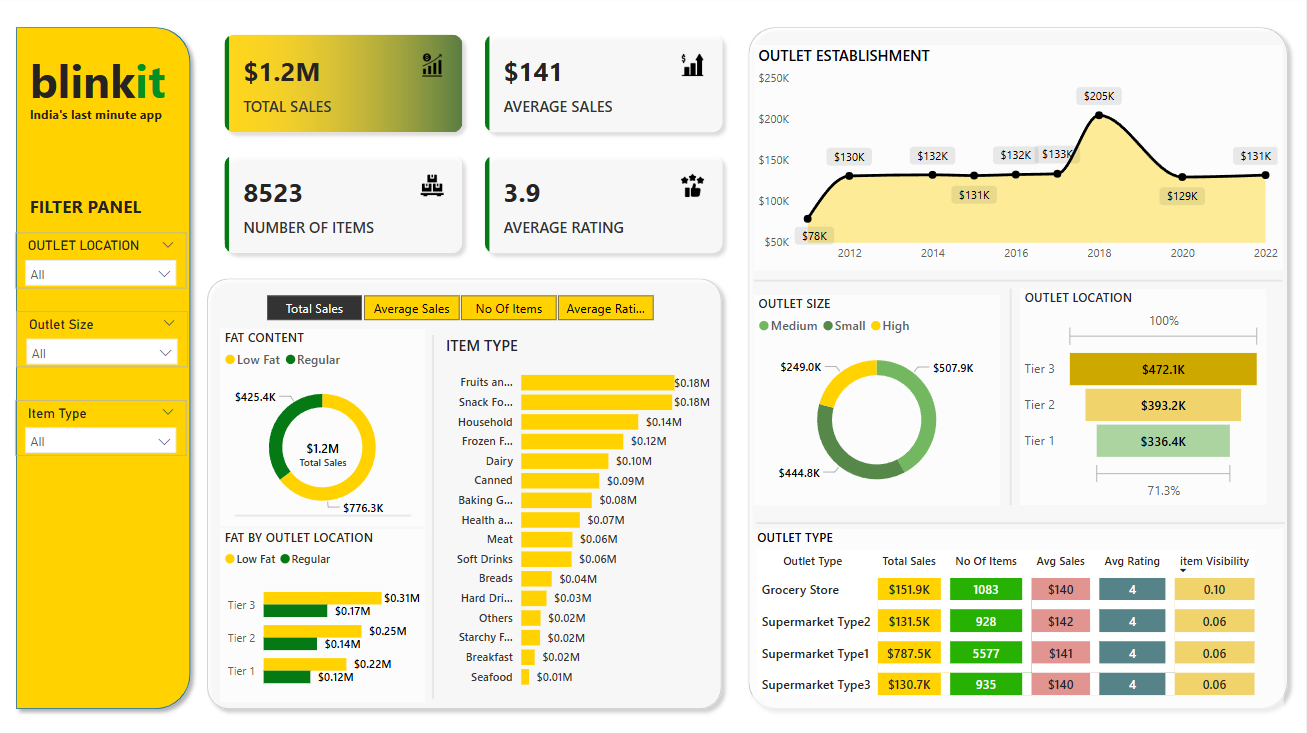 blinkit
India's last minute app
FILTER PANEL
OUTLET LOCATION
All
Outlet Size
All
Item Type
All
$1.2M
TOTAL SALES
$141
AVERAGE SALES
8523
NUMBER OF ITEMS
3.9
AVERAGE RATING
Total Sales
Average Sales
No Of Items
Average Rati...
FAT CONTENT
Low Fat
Regular
$425.4K
$1.2M
Total Sales
$776.3K
FAT BY OUTLET LOCATION
Low Fat
Regular
Tier 3
$0.31M
$0.17M
Tier 2
$0.25M
$0.14M
Tier 1
$0.22M
$0.12M
ITEM TYPE
Fruits an... $0.18M
Snack Fo... $0.18M
Household $0.14M
Frozen F... $0.12M
Dairy $0.10M
Canned $0.09M
Baking G... $0.08M
Health a... $0.07M
Meat $0.06M
Soft Drinks $0.06M
Breads $0.04M
Hard Dri... $0.03M
Others $0.02M
Starchy F... $0.02M
Breakfast $0.02M
Seafood $0.01M
OUTLET ESTABLISHMENT
$250K
$200K
$150K
$100K
$50K
$78K
$130K
$132K
$131K
$132K
$133K
$205K
$129K
$131K
2012 2014 2016 2018 2020 2022
OUTLET SIZE
Medium Small High
$249.0K
$507.9K
$444.8K
OUTLET LOCATION
100%
Tier 3 $472.1K
Tier 2 $393.2K
Tier 1 $336.4K
71.3%
OUTLET TYPE
Outlet Type Total Sales No Of Items Avg Sales Avg Rating item Visibility
Grocery Store $151.9K 1083 $140 4 0.10
Supermarket Type2 $131.5K 928 $142 4 0.06
Supermarket Type1 $787.5K 5577 $141 4 0.06
Supermarket Type3 $130.7K 935 $140 4 0.06